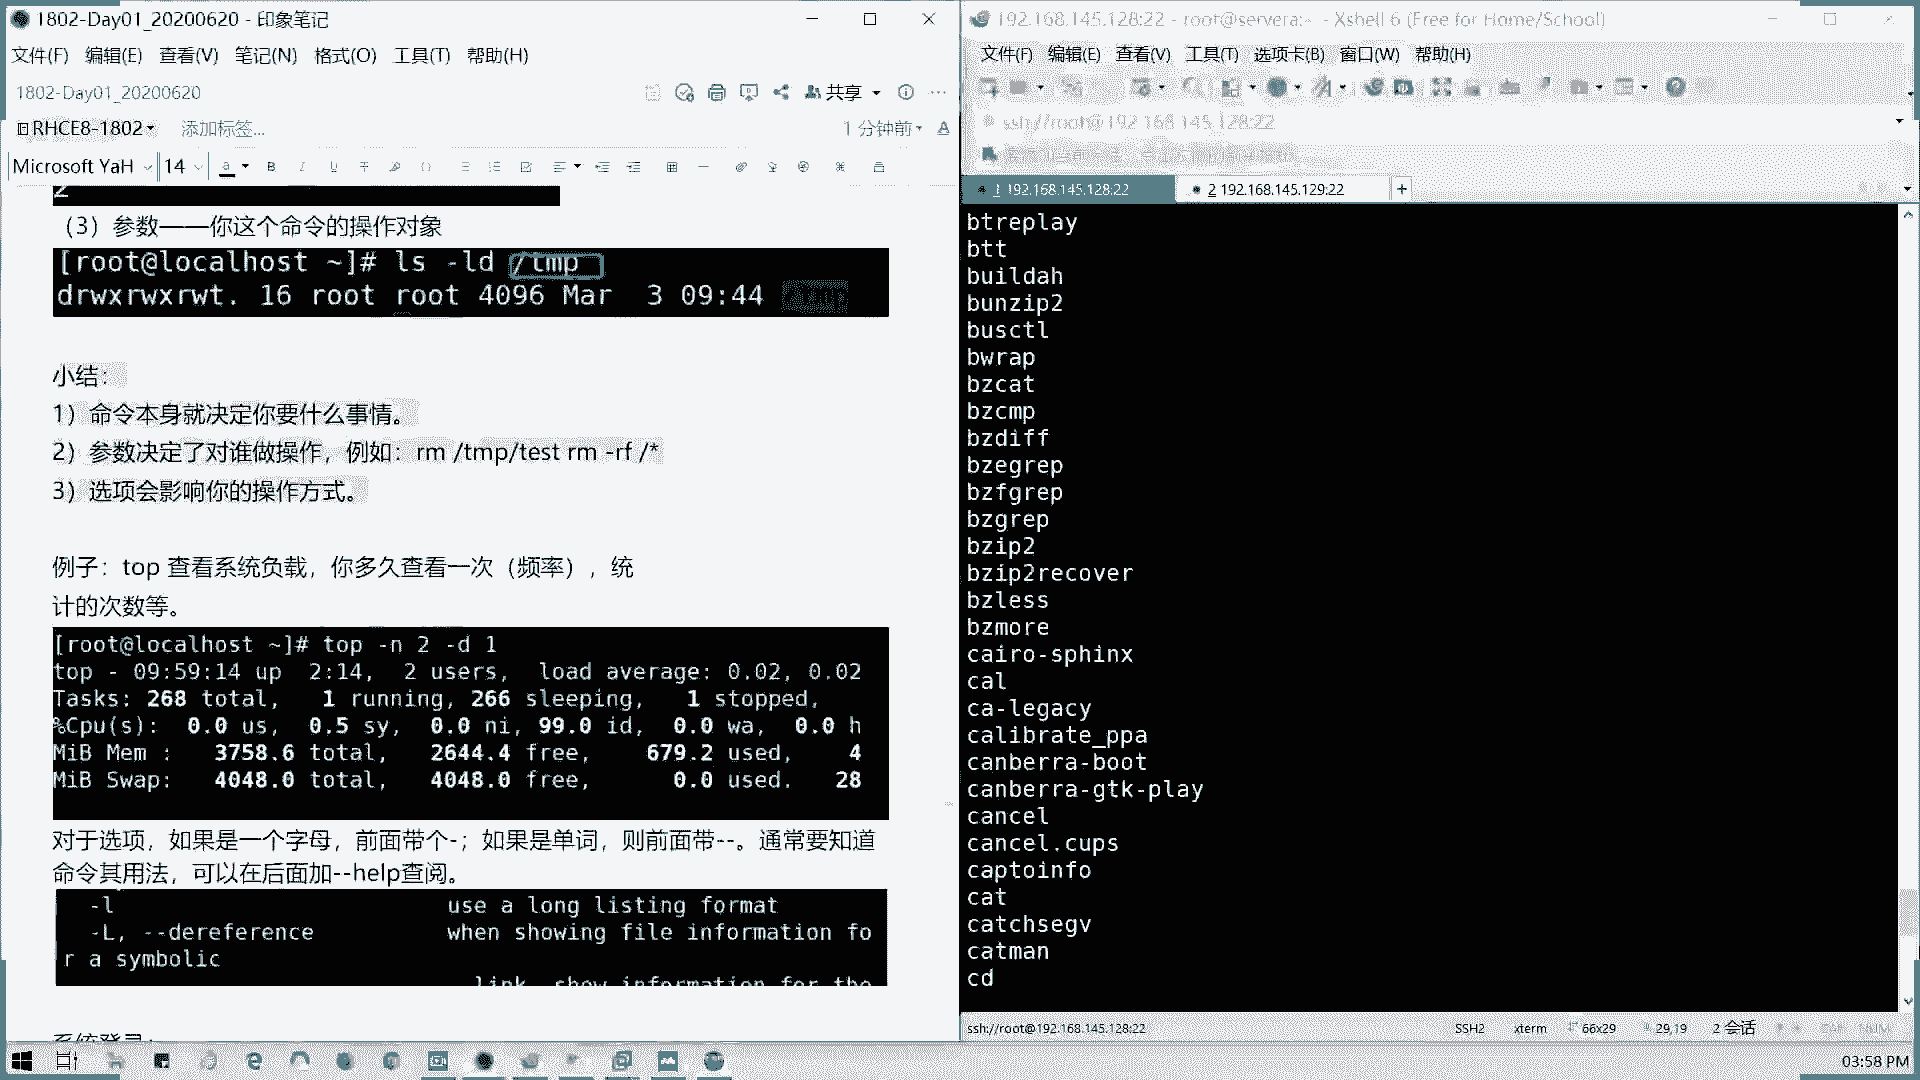 1802-Day01_20200620 - 印象笔记
文件(F) 编辑(E) 查看(V) 笔记(N) 格式(O) 工具(T) 帮助(H)
1802-Day01_20200620
共享
RHCE8-1802
添加标签...
1 分钟前
Microsoft YaH 14
2
（3）参数——你这个命令的操作对象
[root@localhost ~]# ls -ld /tmp
drwxrwxrwt. 16 root root 4096 Mar  3 09:44 /tmp
小结：
1）命令本身就决定你要什么事情。
2）参数决定了对谁做操作，例如：rm /tmp/test rm -rf /*
3）选项会影响你的操作方式。
例子：top 查看系统负载，你多久查看一次（频率），统
计的次数等。
[root@localhost ~]# top -n 2 -d 1
top - 09:59:14 up  2:14,  2 users,  load average: 0.02, 0.02
Tasks: 268 total,   1 running, 266 sleeping,   1 stopped,
%Cpu(s):  0.0 us,  0.5 sy,  0.0 ni, 99.0 id,  0.0 wa,  0.0 h
MiB Mem :   3758.6 total,   2644.4 free,    679.2 used,    4
MiB Swap:   4048.0 total,   4048.0 free,      0.0 used.   28
对于选项，如果是一个字母，前面带个-；如果是单词，则前面带--。通常要知道
命令其用法，可以在后面加--help查阅。
-l use a long listing format
-L, --dereference when showing file information fo
r a symbolic
link, show information for the
系统登录：
192.168.145.128:22 - root@servera:~ - Xshell 6 (Free for Home/School)
文件(F) 编辑(E) 查看(V) 工具(T) 选项卡(B) 窗口(W) 帮助(H)
ssh://root@192.168.145.128:22
1 192.168.145.128:22
2 192.168.145.129:22
btreplay
btt
buildah
bunzip2
busctl
bwrap
bzcat
bzcmp
bzdiff
bzegrep
bzfgrep
bzgrep
bzip2
bzip2recover
bzless
bzmore
cairo-sphinx
cal
ca-legacy
calibrate_ppa
canberra-boot
canberra-gtk-play
cancel
cancel.cups
captoinfo
cat
catchsegv
catman
cd
ssh://root@192.168.145.128:22 SSH2 xterm 66x29 29,19 2 会话 CAP NUM
03:58 PM